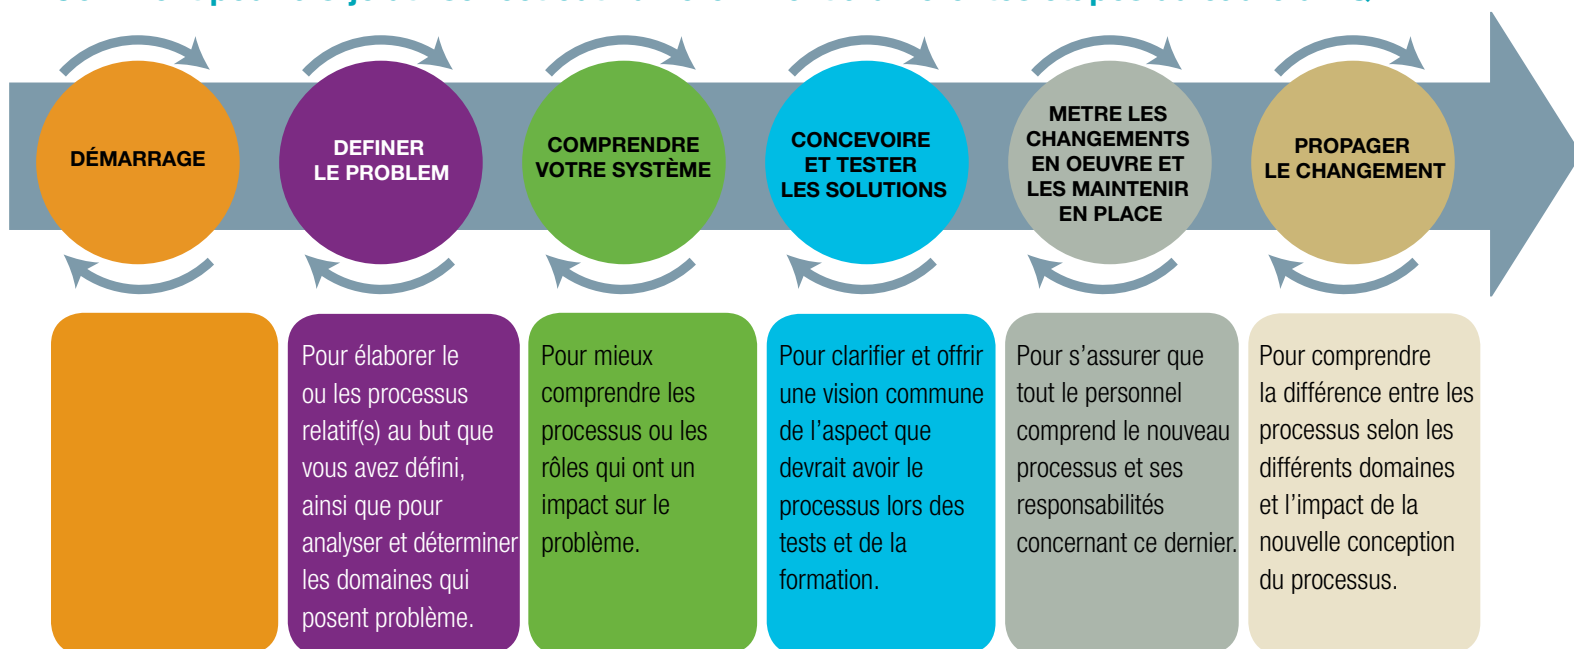 DÉMARRAGE
DEFINER
LE PROBLEM
COMPRENDRE
VOTRE SYSTÈME
CONCEVOIRE
ET TESTER
LES SOLUTIONS
METRE LES
CHANGEMENTS
EN OEUVRE ET
LES MAINTENIR
EN PLACE
PROPAGER
LE CHANGEMENT
Pour élaborer le
ou les processus
relatif(s) au but que
vous avez défini,
ainsi que pour
analyser et déterminer
les domaines qui
posent problème.
Pour mieux
comprendre les
processus ou les
rôles qui ont un
impact sur le
problème.
Pour clarifier et offrir
une vision commune
de l'aspect que
devrait avoir le
processus lors des
tests et de la
formation.
Pour s'assurer que
tout le personnel
comprend le nouveau
processus et ses
responsabilités
concernant ce dernier.
Pour comprendre
la différence entre les
processus selon les
différents domaines
et l'impact de la
nouvelle conception
du processus.